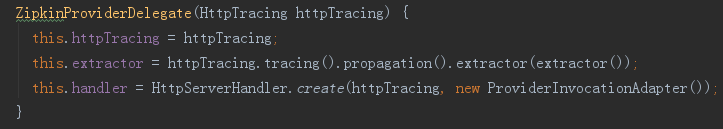 ZipkinProviderDelegate(HttpTracing httpTracing) {
this.httpTracing = httpTracing;
this.extractor = httpTracing.tracing().propagation().extractor(extractor());
this.handler = HttpServerHandler.create(httpTracing, new ProviderInvocationAdapter());
}